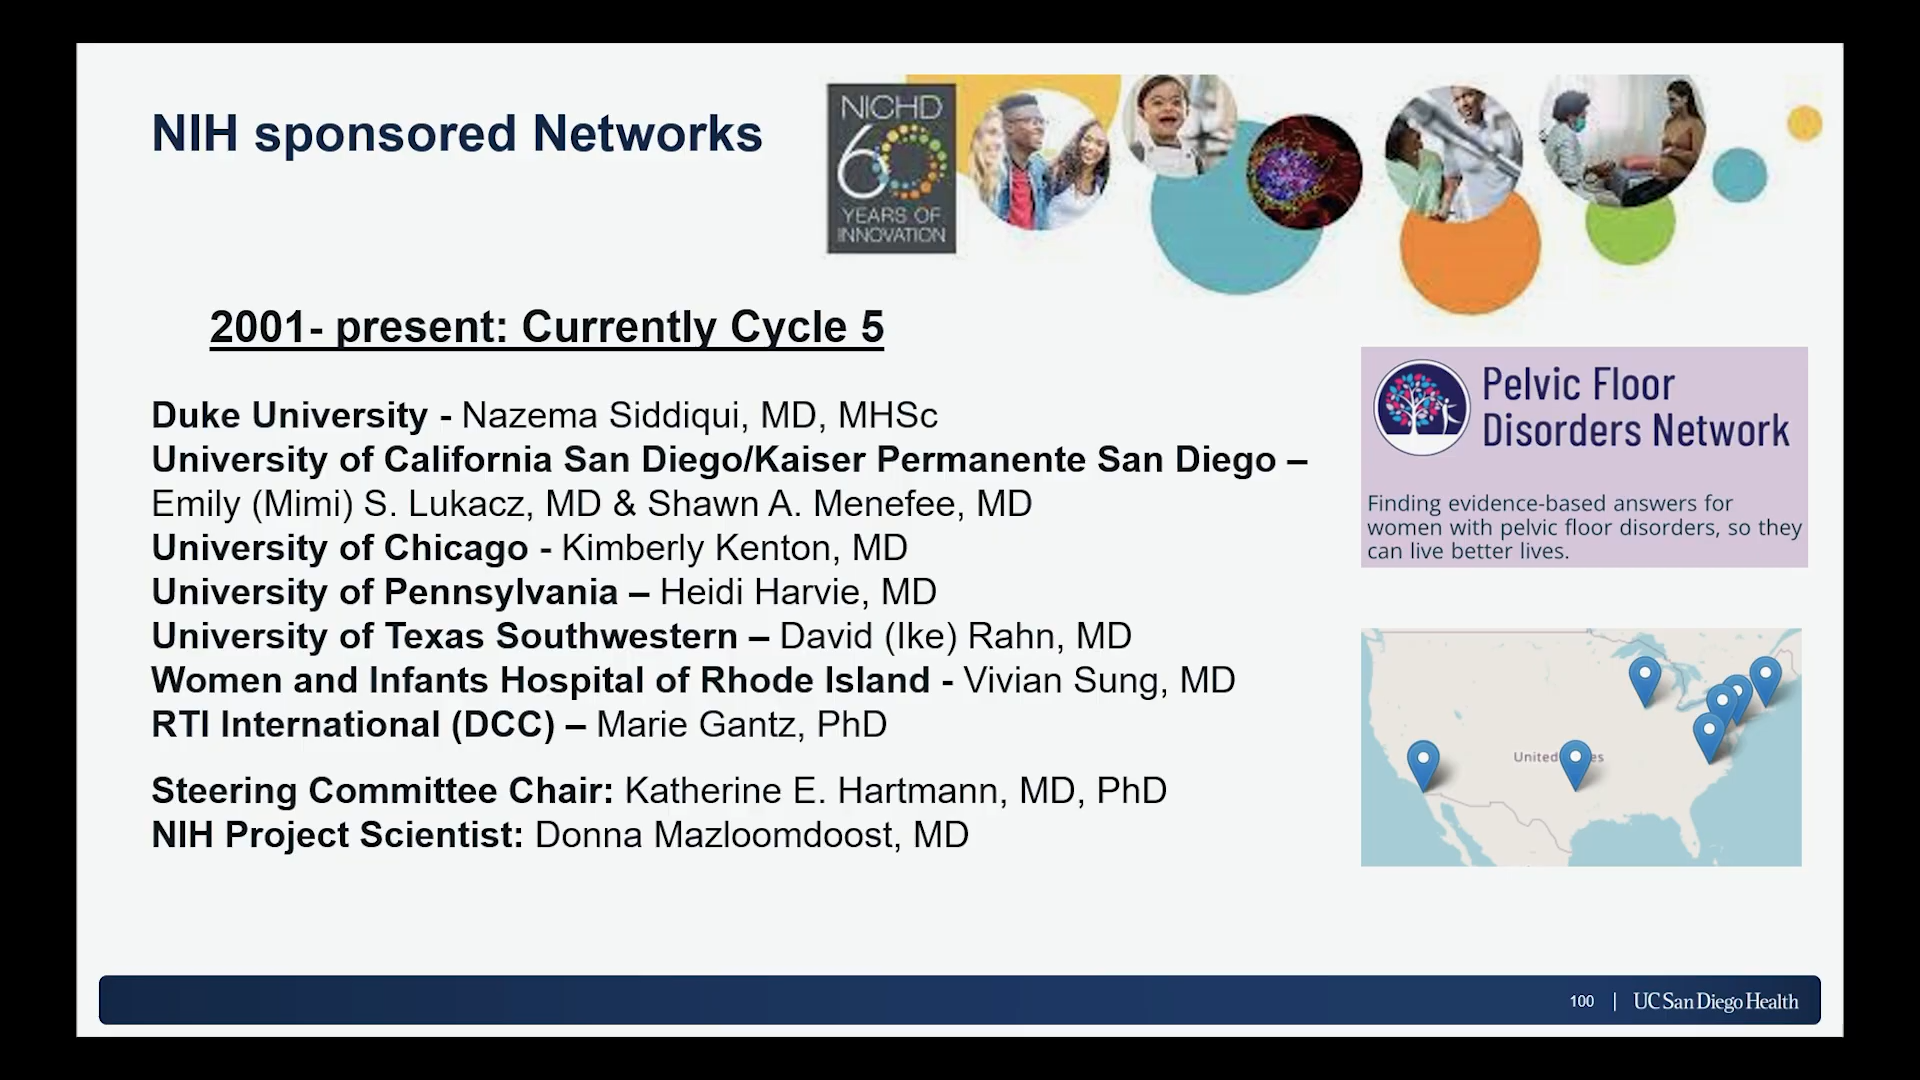 NIH sponsored Networks
NICHD
60
YEARS OF
INNOVATION
2001- present: Currently Cycle 5
Duke University - Nazema Siddiqui, MD, MHSc
University of California San Diego/Kaiser Permanente San Diego –
Emily (Mimi) S. Lukacz, MD & Shawn A. Menefee, MD
University of Chicago - Kimberly Kenton, MD
University of Pennsylvania – Heidi Harvie, MD
University of Texas Southwestern – David (Ike) Rahn, MD
Women and Infants Hospital of Rhode Island - Vivian Sung, MD
RTI International (DCC) – Marie Gantz, PhD
Steering Committee Chair: Katherine E. Hartmann, MD, PhD
NIH Project Scientist: Donna Mazloomdoost, MD
Pelvic Floor
Disorders Network
Finding evidence-based answers for
women with pelvic floor disorders, so they
can live better lives.
United
100 | UC San Diego Health